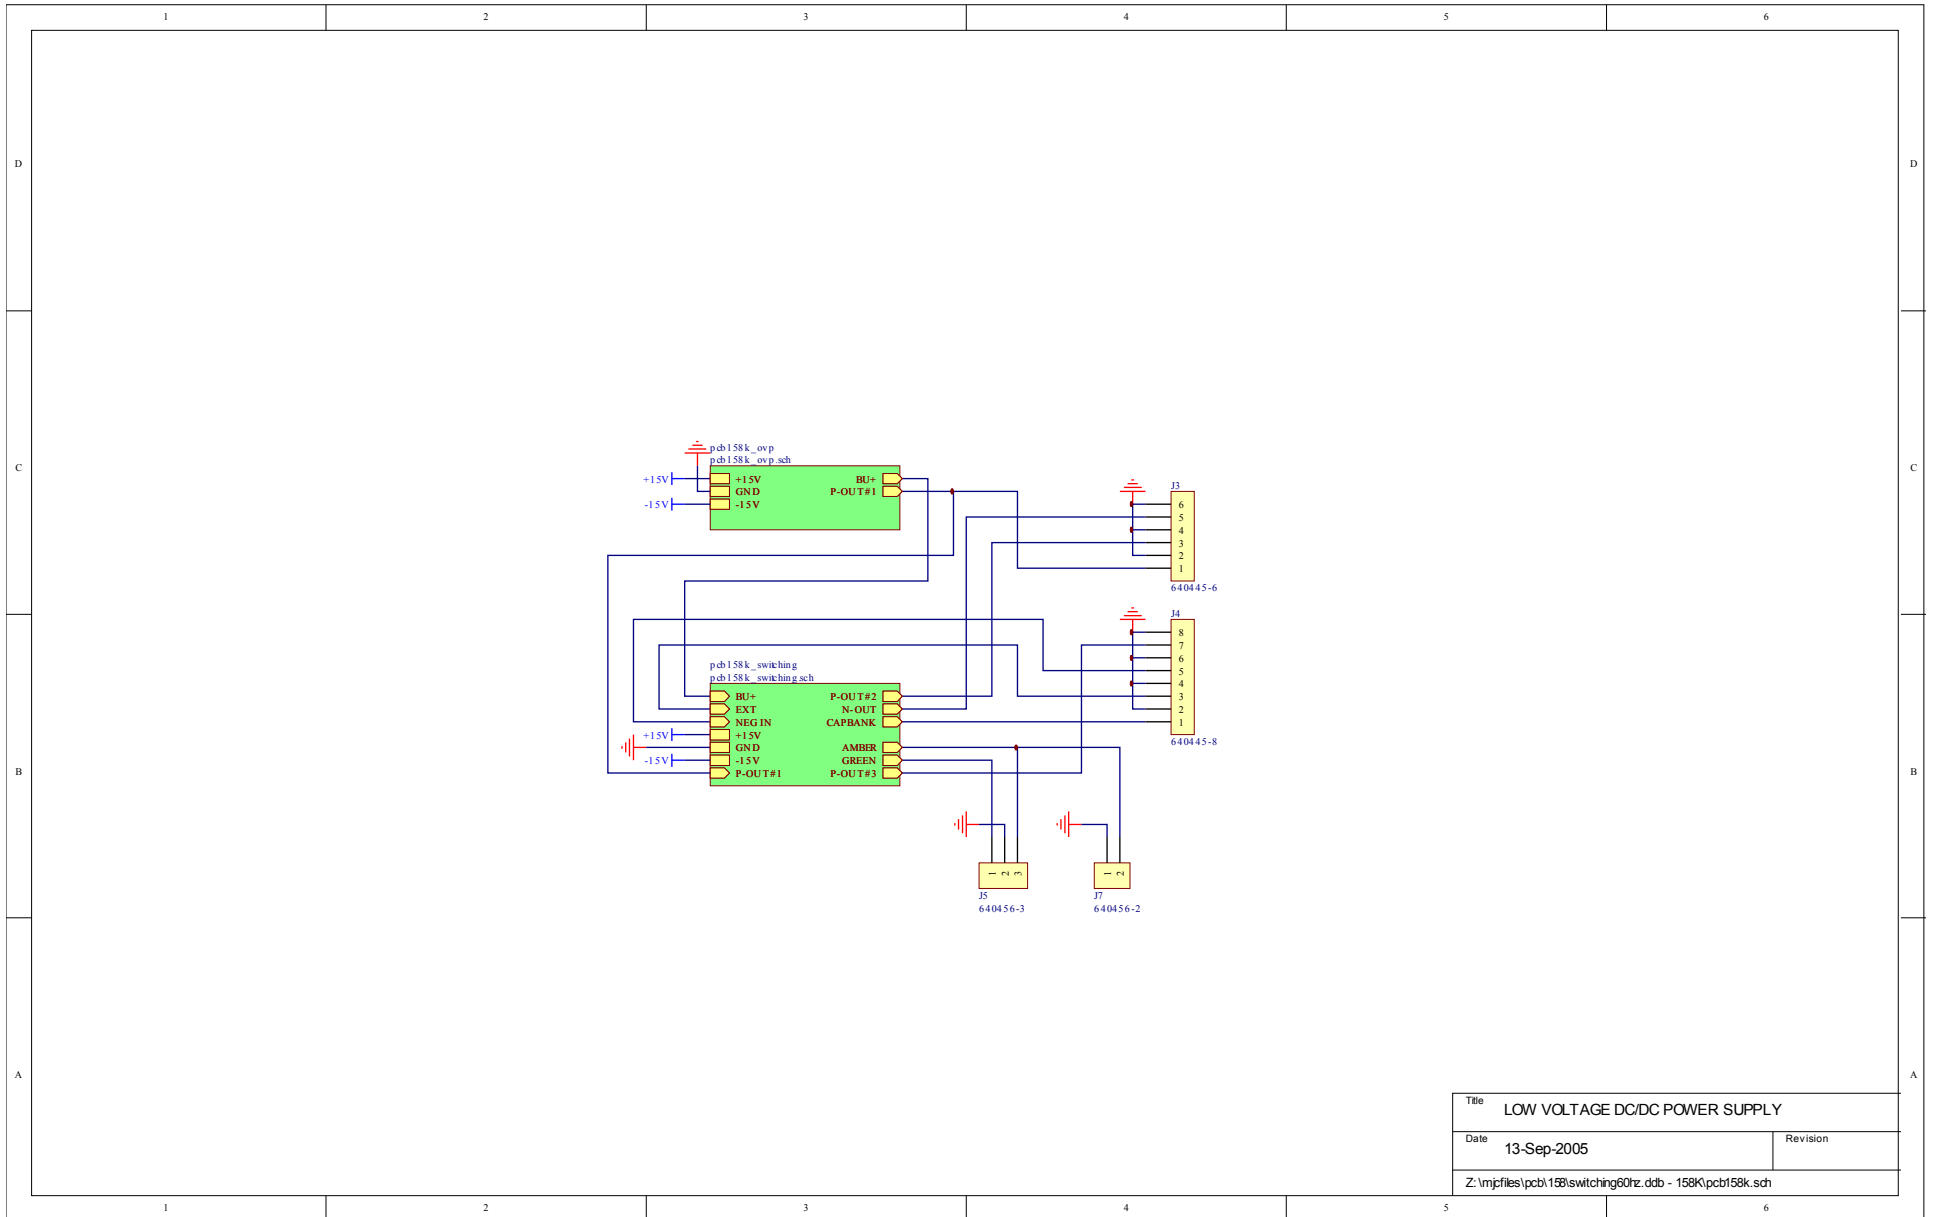 1 2 3 4 5 6
D D
C C
B B
A A
pcb158k_ovp
pcb158k_ovp.sch
+15V +15V BU+
GND P-OUT#1
-15V -15V
J3
6
5
4
3
2
1
640445-6
J4
8
7
6
5
4
3
2
1
640445-8
pcb158k_switching
pcb158k_switching.sch
BU+ P-OUT#2
EXT N-OUT
NEG IN CAPBANK
+15V +15V
GND AMBER
-15V -15V GREEN
P-OUT#1 P-OUT#3
1 2 3
J5
640456-3
1 2
J7
640456-2
Title LOW VOLTAGE DC/DC POWER SUPPLY
Date 13-Sep-2005 Revision
Z:\mjcfiles\pcb\158\switching60hz.ddb - 158K\pcb158k.sch
1 2 3 4 5 6